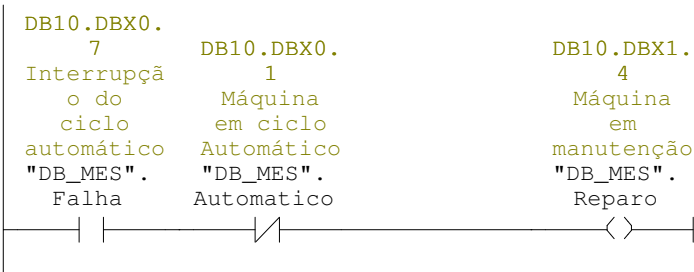 DB10.DBX0.
7
Interrupçã
o do
ciclo
automático
"DB_MES".
Falha
DB10.DBX0.
1
Máquina
em ciclo
Automático
"DB_MES".
Automatico
DB10.DBX1.
4
Máquina
em
manutenção
"DB_MES".
Reparo